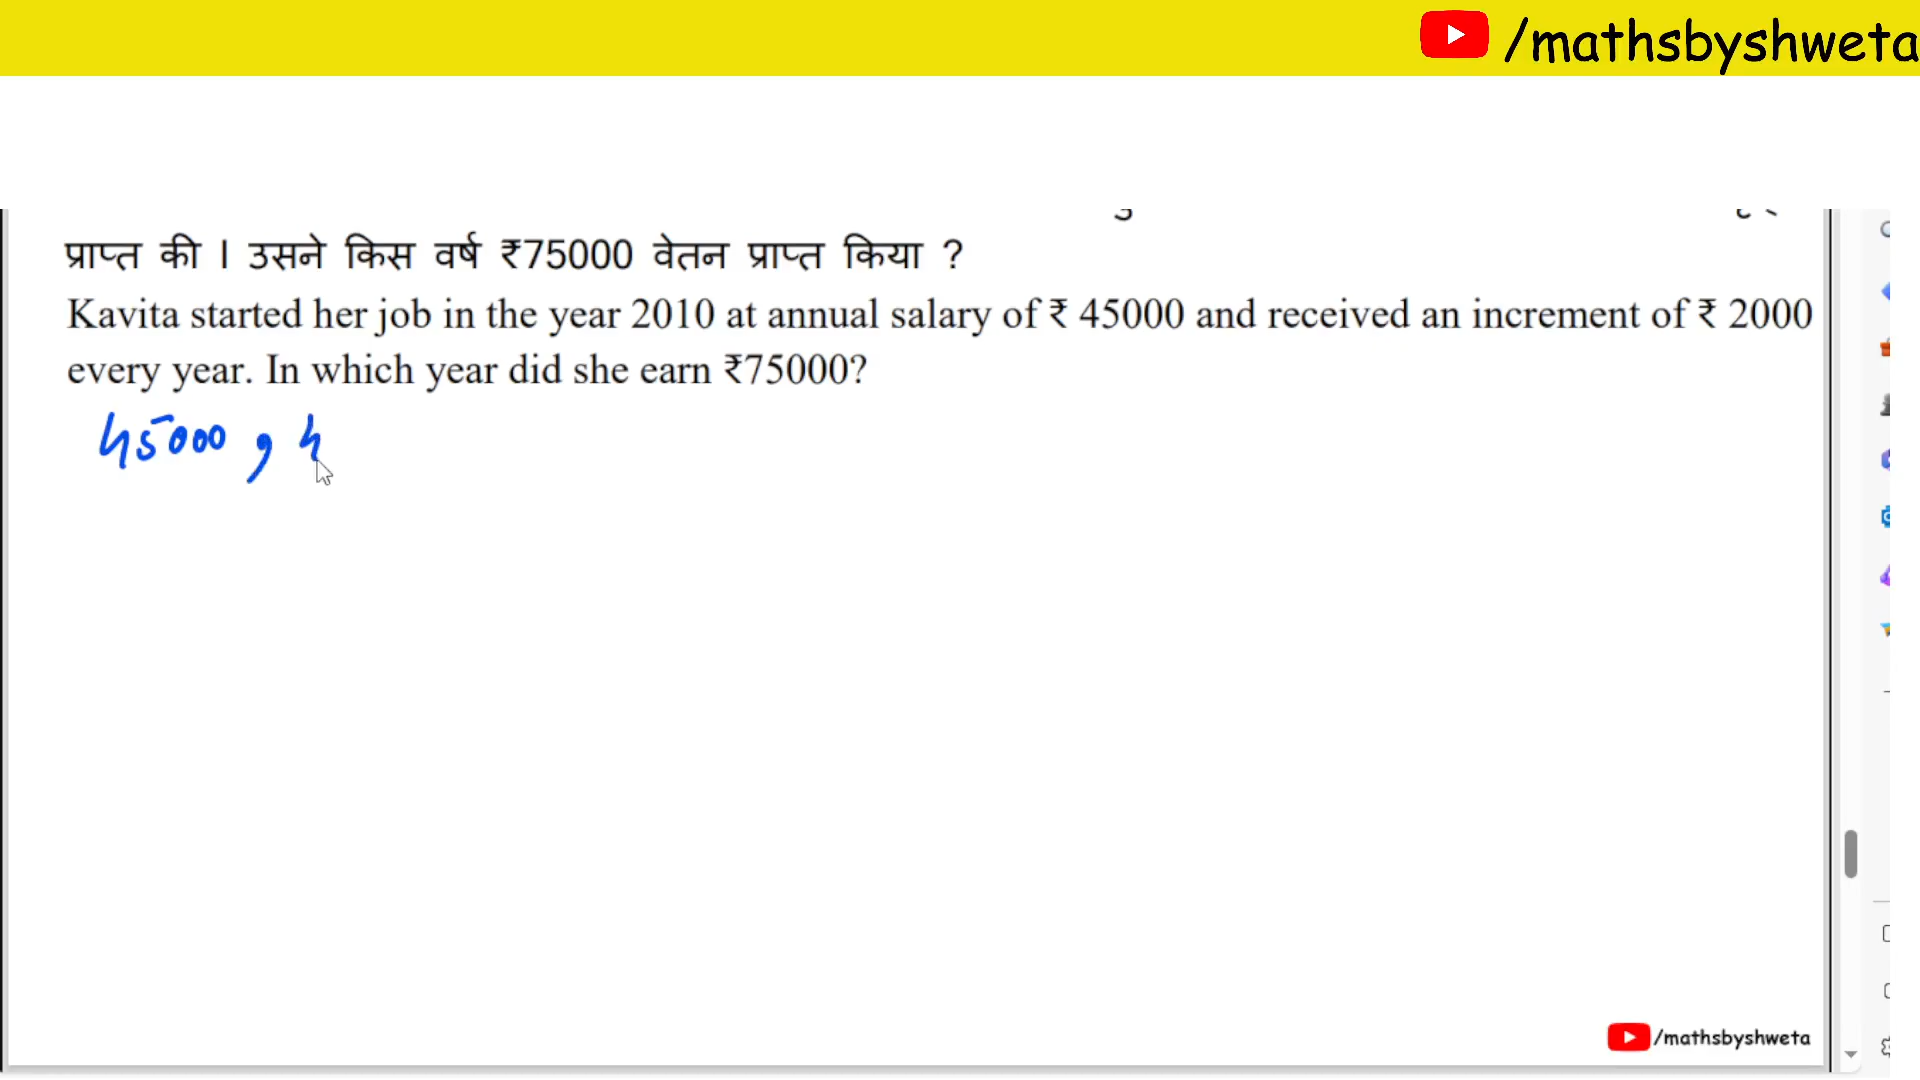 /mathsbyshweta
प्राप्त की । उसने किस वर्ष ₹75000 वेतन प्राप्त किया ?
Kavita started her job in the year 2010 at annual salary of ₹ 45000 and received an increment of ₹ 2000
every year. In which year did she earn ₹75000?
45000 , 4
/mathsbyshweta